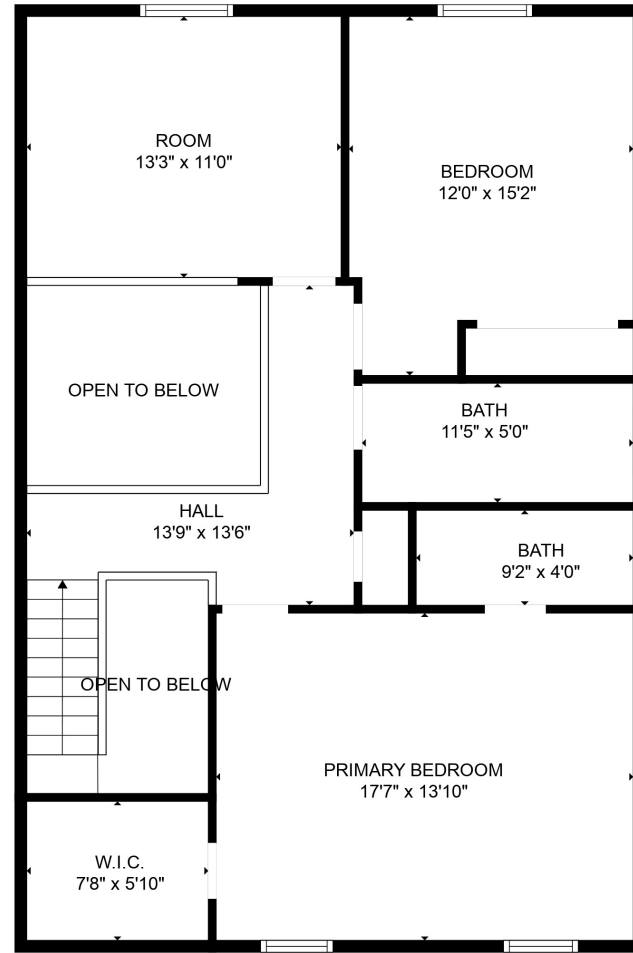 ROOM
13'3" x 11'0"
BEDROOM
12'0" x 15'2"
OPEN TO BELOW
BATH
11'5" x 5'0"
HALL
13'9" x 13'6"
BATH
9'2" x 4'0"
OPEN TO BELOW
PRIMARY BEDROOM
17'7" x 13'10"
W.I.C.
7'8" x 5'10"